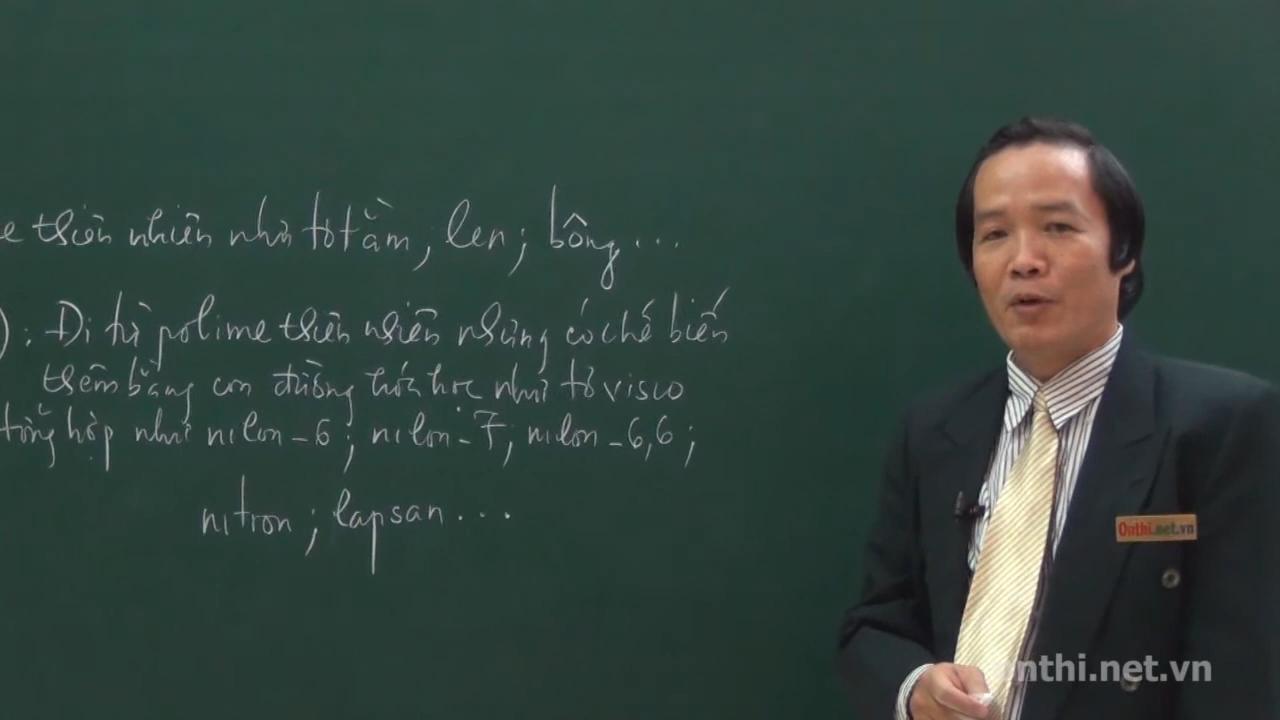 e thiên nhiên như tơ tằm, len; bông...
): Đi từ polime thiên nhiên nhưng có chế biến
thêm bằng con đường hóa học như tơ visco
tổng hợp như nilon-6; nilon-7; nilon-6,6;
nitron; lapsan...
Onthi.net.vn
onthi.net.vn